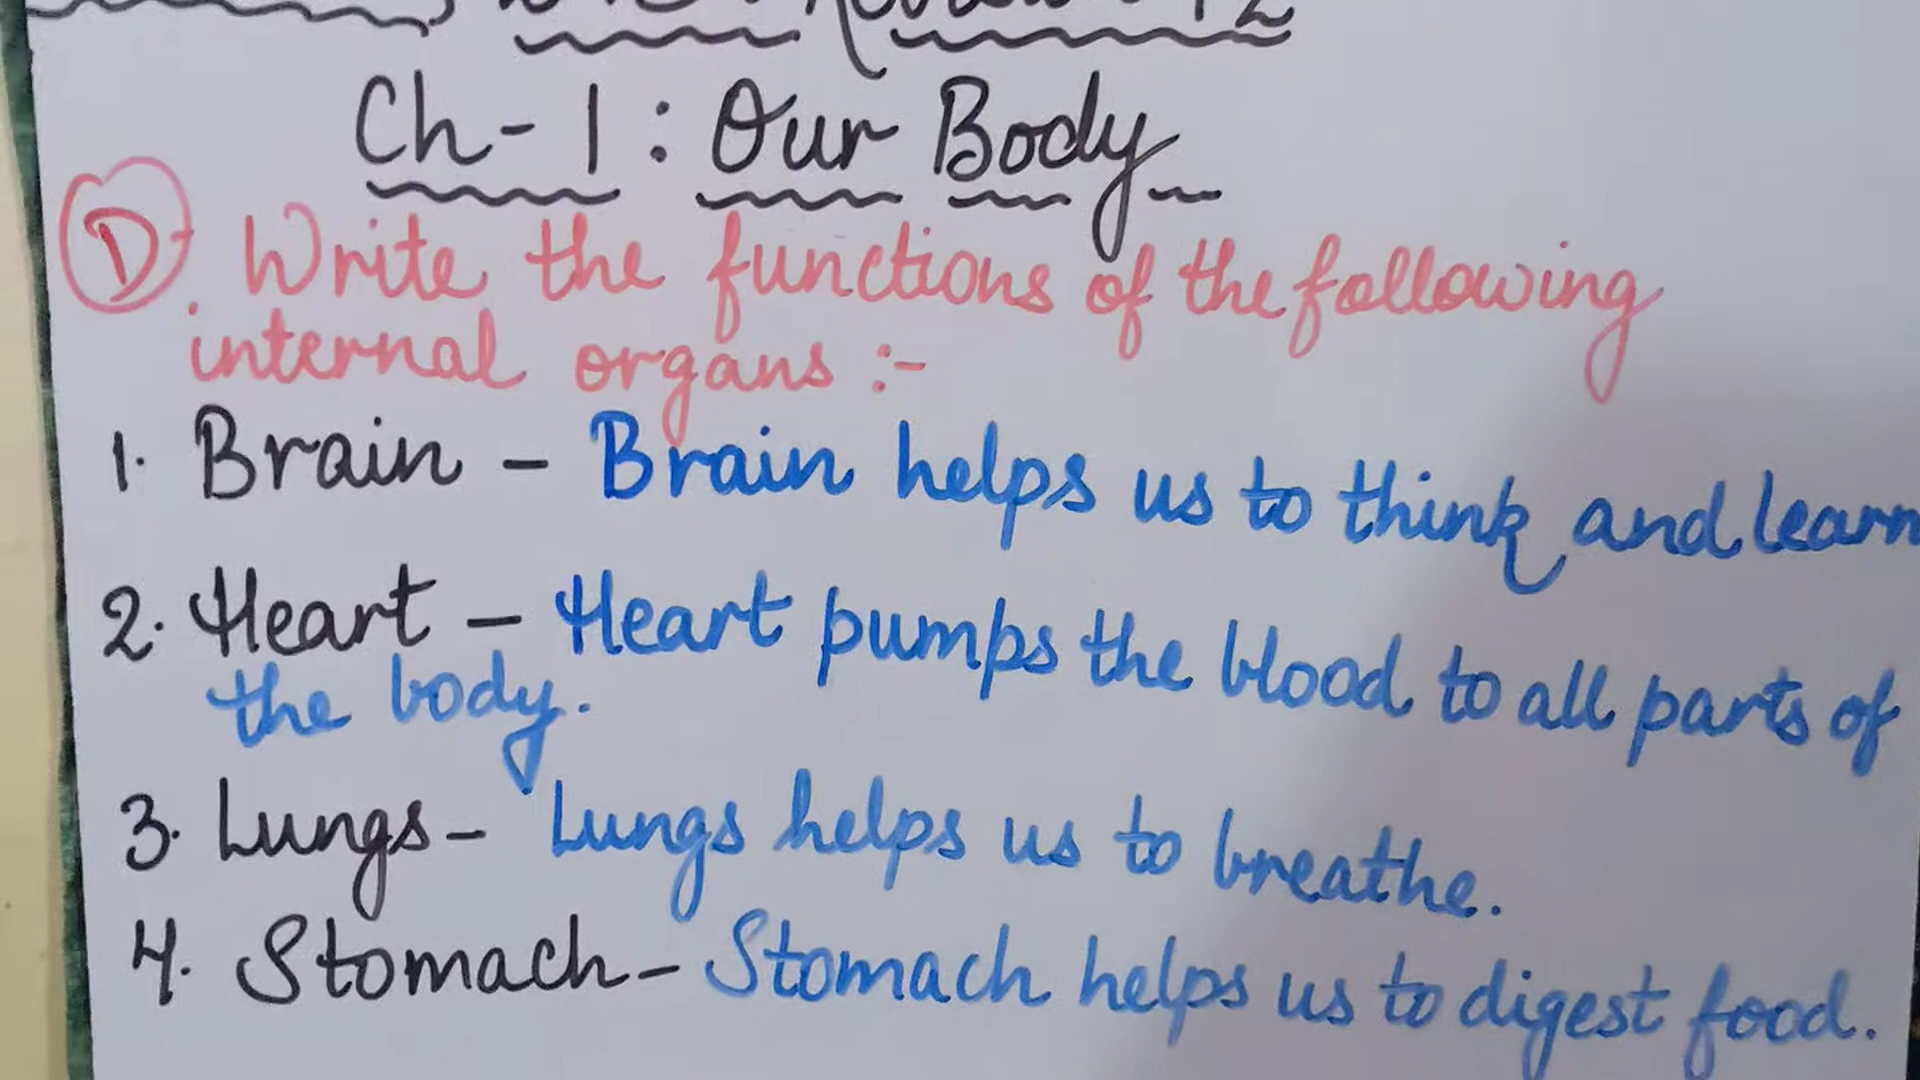 Ch-1: Our Body
D. Write the functions of the following
internal organs :-
1. Brain - Brain helps us to think and learn
2. Heart - Heart pumps the blood to all parts of
the body.
3. Lungs - Lungs helps us to breathe.
4. Stomach - Stomach helps us to digest food.